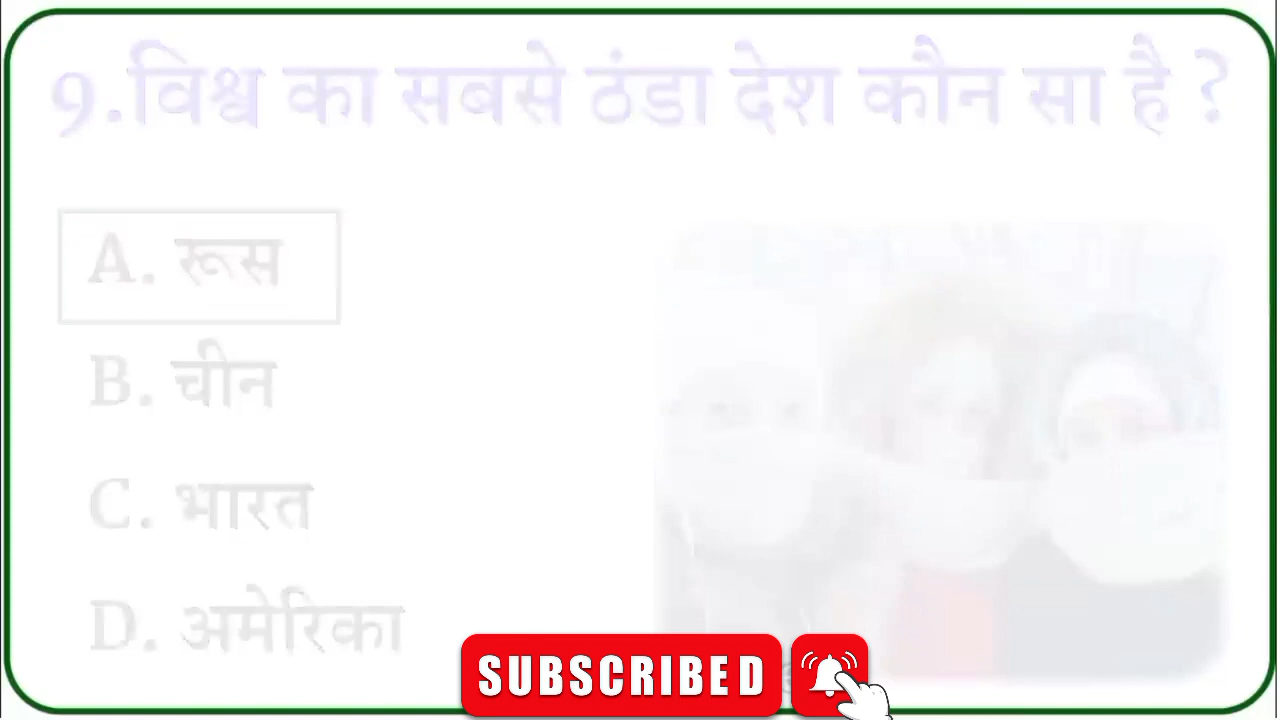 9.विश्व का सबसे ठंडा देश कौन सा है ?
A. रूस
B. चीन
C. भारत
D. अमेरिका
SUBSCRIBED